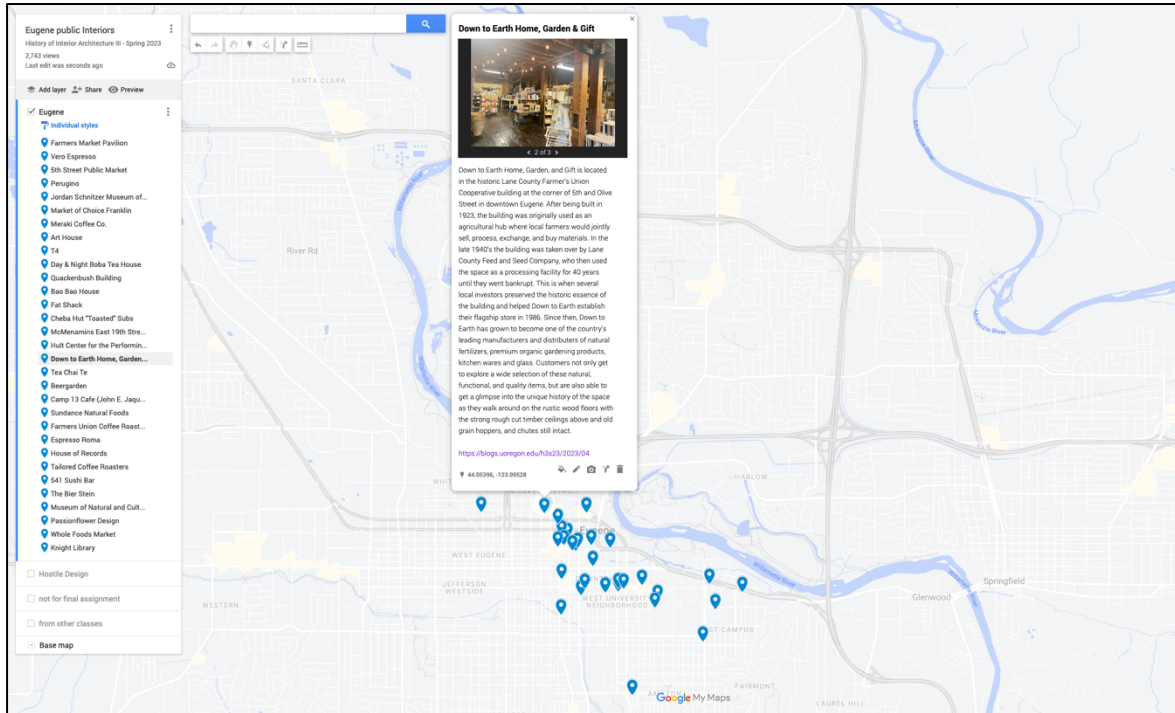 Eugene public Interiors
History of Interior Architecture III - Spring 2023
2,743 views
Last edit was seconds ago
Add layer Share Preview
Eugene
Individual styles
Farmers Market Pavilion
Vero Espresso
5th Street Public Market
Perugino
Jordan Schnitzer Museum of...
Market of Choice Franklin
Meraki Coffee Co.
Art House
T4
Day & Night Boba Tea House
Quackenbush Building
Bao Bao House
Fat Shack
Cheba Hut "Toasted" Subs
McMenamins East 19th Stre...
Hult Center for the Performin...
Down to Earth Home, Garden...
Tea Chai Te
Beergarden
Camp 13 Cafe (John E. Jaqu...
Sundance Natural Foods
Farmers Union Coffee Roast...
Espresso Roma
House of Records
Tailored Coffee Roasters
541 Sushi Bar
The Bier Stein
Museum of Natural and Cult...
Passionflower Design
Whole Foods Market
Knight Library
Hostile Design
not for final assignment
from other classes
Base map
Down to Earth Home, Garden & Gift
< 2 of 3 >
Down to Earth Home, Garden, and Gift is located
in the historic Lane County Farmer's Union
Cooperative building at the corner of 5th and Olive
Street in downtown Eugene. After being built in
1923, the building was originally used as an
agricultural hub where local farmers would jointly
sell, process, exchange, and buy materials. In the
late 1940's the building was taken over by Lane
County Feed and Seed Company, who then used
the space as a processing facility for 40 years
until they went bankrupt. This is when several
local investors preserved the historic essence of
the building and helped Down to Earth establish
their flagship store in 1986. Since then, Down to
Earth has grown to become one of the country's
leading manufacturers and distributers of natural
fertilizers, premium organic gardening products,
kitchen wares and glass. Customers not only get
to explore a wide selection of these natural,
functional, and quality items, but are also able to
get a glimpse into the unique history of the space
as they walk around on the rustic wood floors with
the strong rough cut timber ceilings above and old
grain hoppers, and chutes still intact.
https://blogs.uoregon.edu/h3s23/2023/04
44.05396, -123.09528
SANTA CLARA
River Rd
Willamette River
McKenzie River
McKenzie River
HARLOW
Eugene
WEST EUGENE
JEFFERSON
WESTSIDE
WESTERN
WEST UNIVERSITY
NEIGHBORHOOD
Willamette River
Springfield
Glenwood
FAIRMONT
LAUREL HILL
Google My Maps